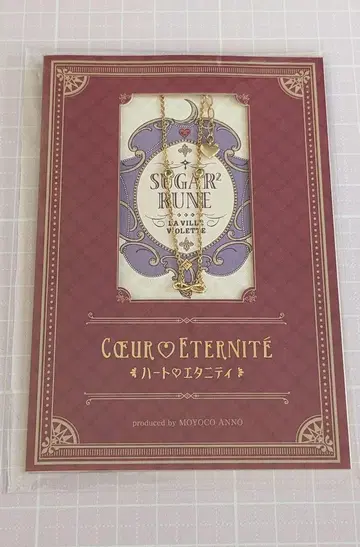 SUGAR²
RUNE
LA VILLE
VIOLETTE
CŒUR♡ETERNITÉ
ハート♡エタニティ
produced by MOYOCO ANNO